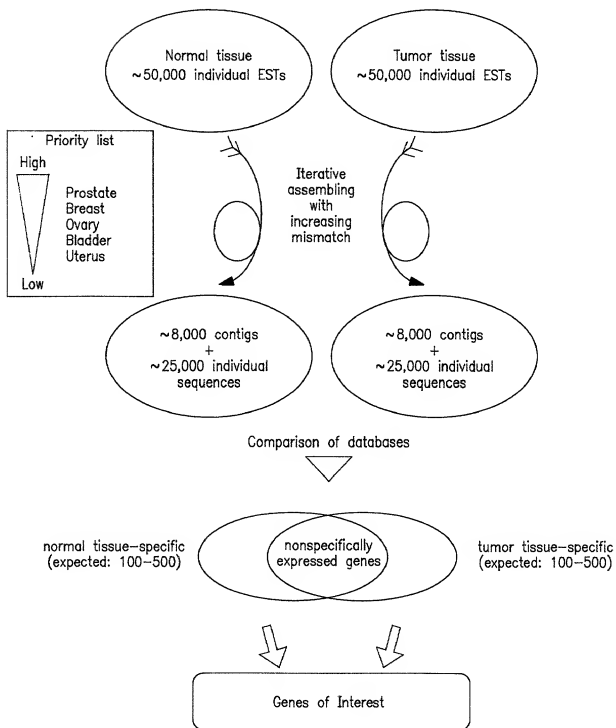 Normal tissue
~50,000 individual ESTs
Tumor tissue
~50,000 individual ESTs
Priority list
High
Prostate
Breast
Ovary
Bladder
Uterus
Low
Iterative
assembling
with
increasing
mismatch
~8,000 contigs
+
~25,000 individual
sequences
~8,000 contigs
+
~25,000 individual
sequences
Comparison of databases
normal tissue-specific
(expected: 100-500)
nonspecifically
expressed genes
tumor tissue-specific
(expected: 100-500)
Genes of Interest